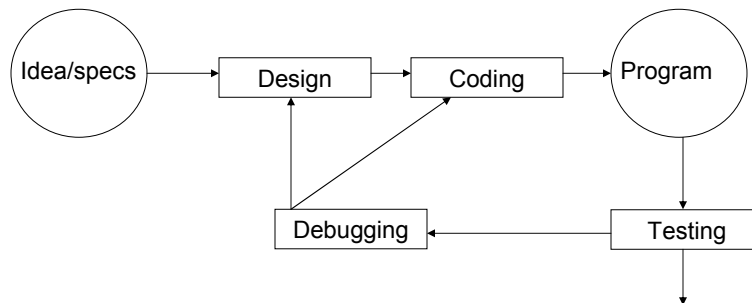 Idea/specs
Design
Coding
Program
Debugging
Testing